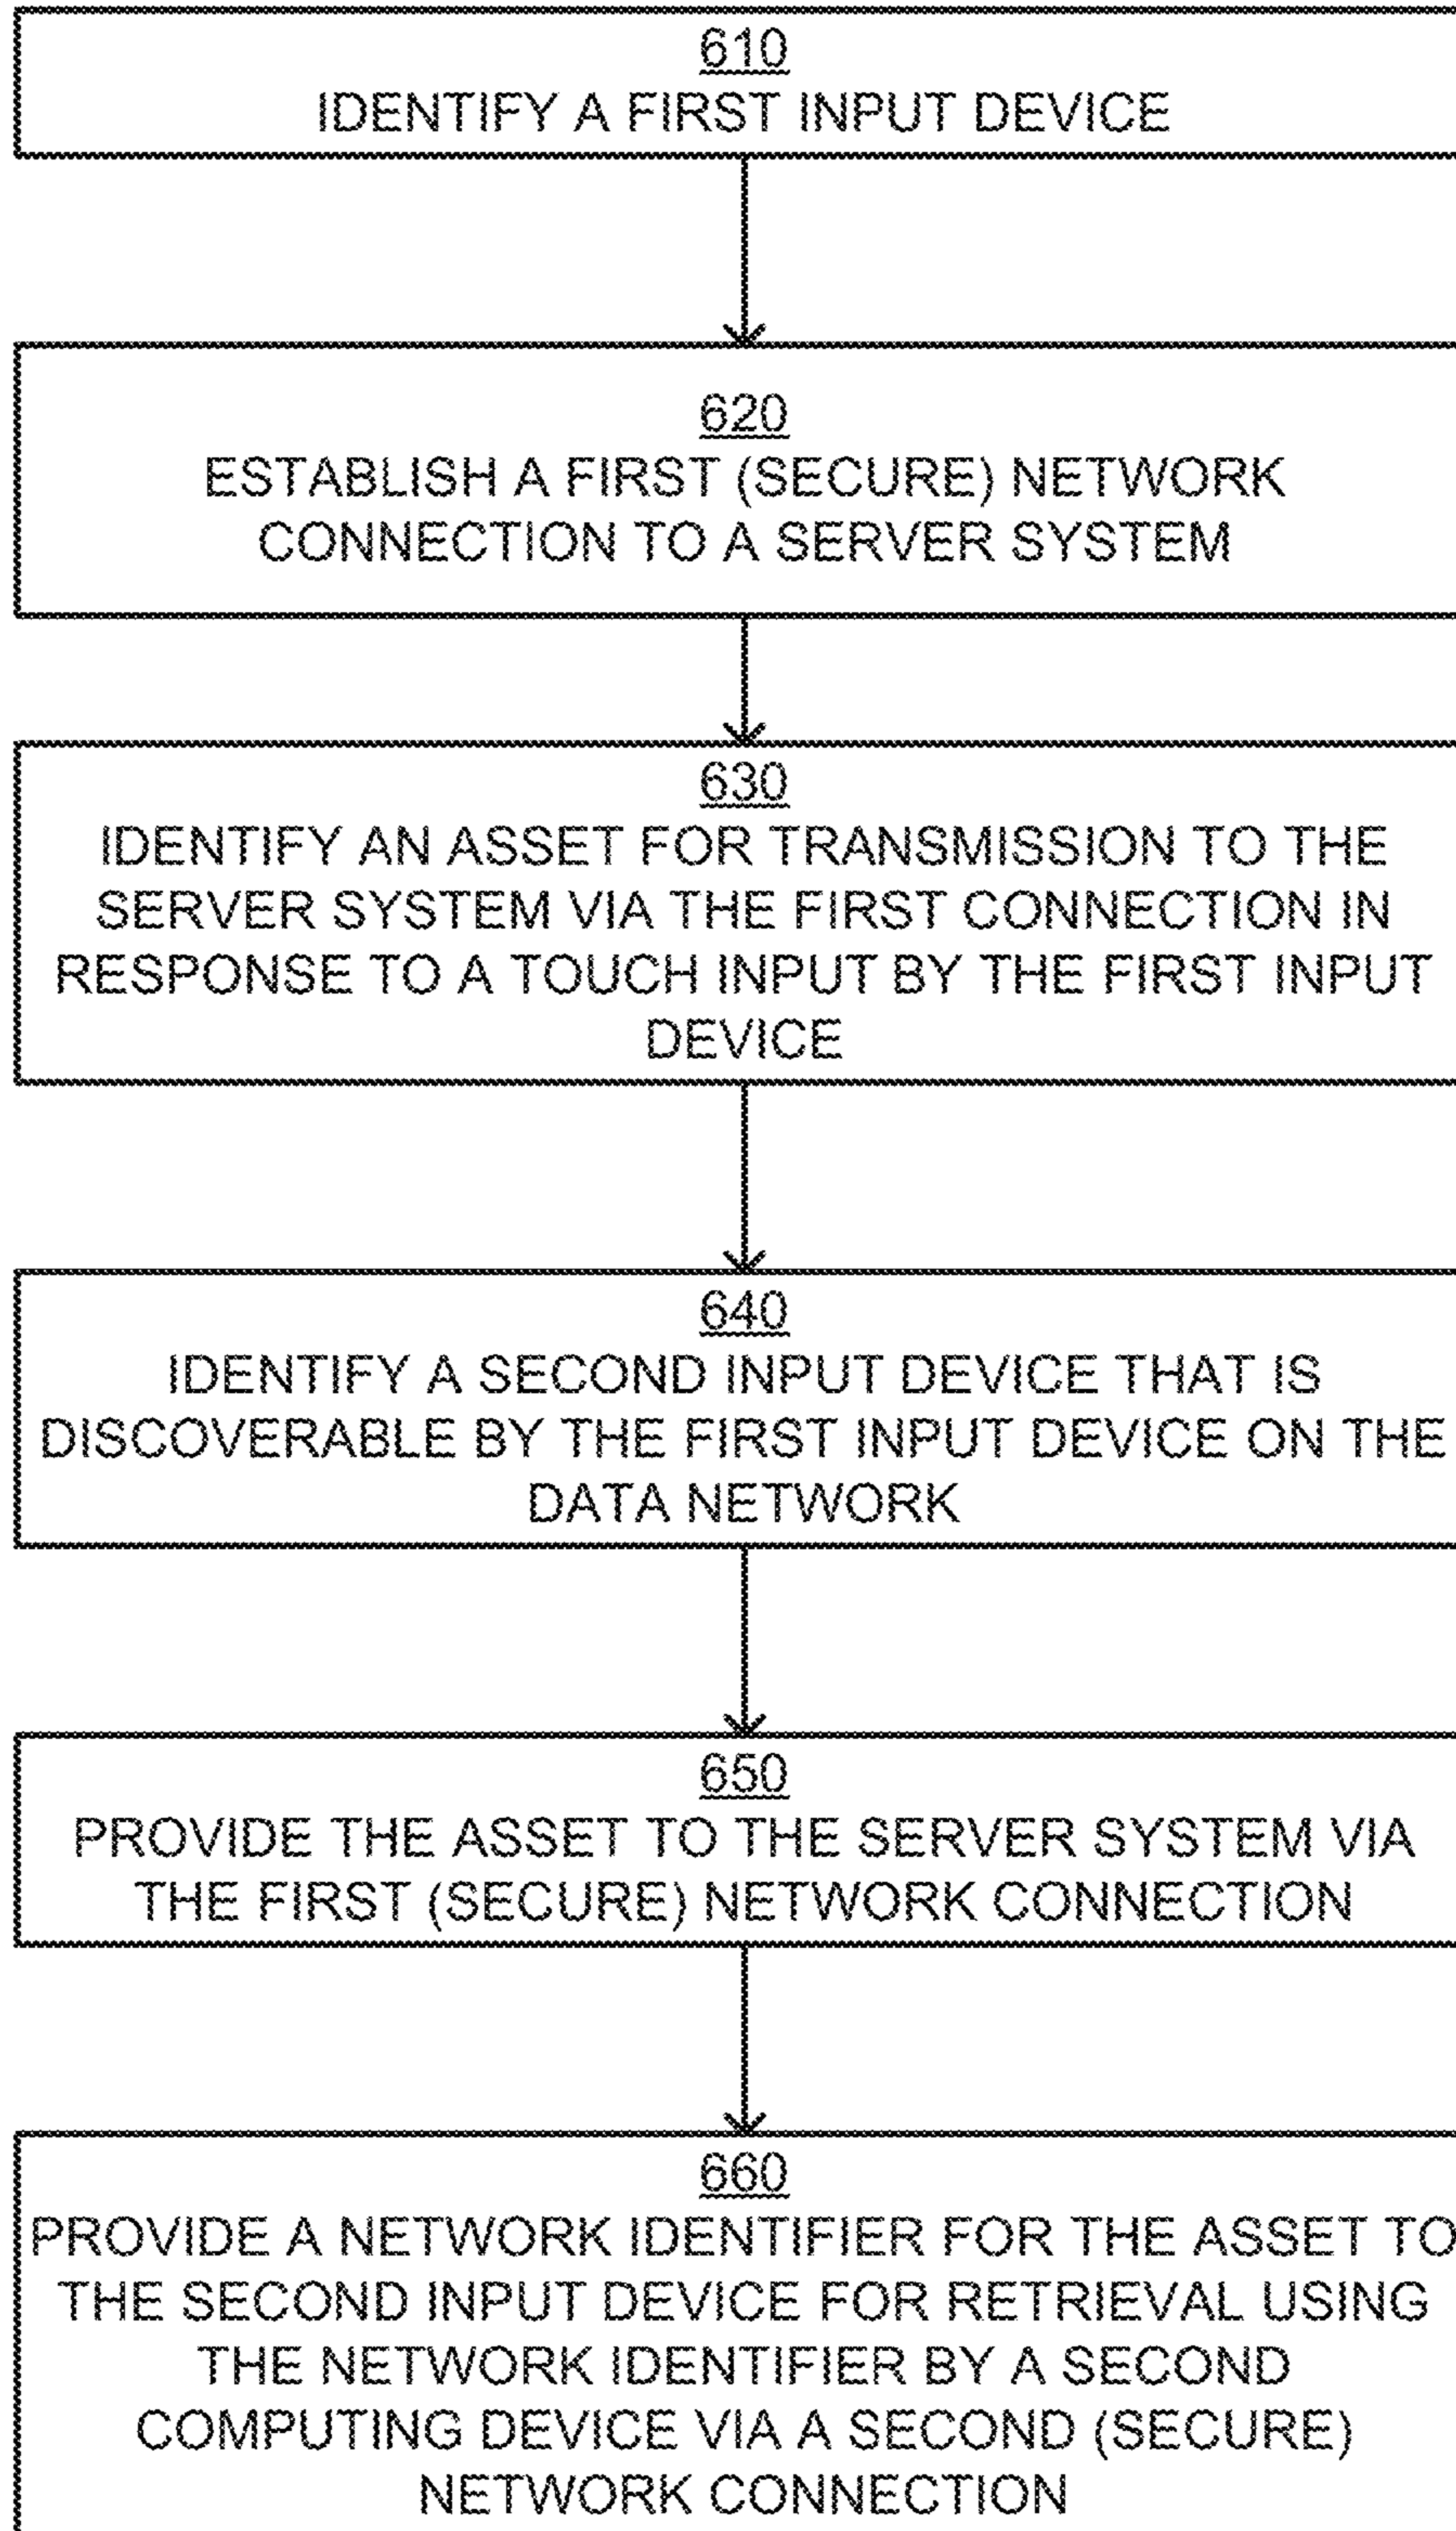 610
IDENTIFY A FIRST INPUT DEVICE
620
ESTABLISH A FIRST (SECURE) NETWORK
CONNECTION TO A SERVER SYSTEM
630
IDENTIFY AN ASSET FOR TRANSMISSION TO THE
SERVER SYSTEM VIA THE FIRST CONNECTION IN
RESPONSE TO A TOUCH INPUT BY THE FIRST INPUT
DEVICE
640
IDENTIFY A SECOND INPUT DEVICE THAT IS
DISCOVERABLE BY THE FIRST INPUT DEVICE ON THE
DATA NETWORK
650
PROVIDE THE ASSET TO THE SERVER SYSTEM VIA
THE FIRST (SECURE) NETWORK CONNECTION
660
PROVIDE A NETWORK IDENTIFIER FOR THE ASSET TO
THE SECOND INPUT DEVICE FOR RETRIEVAL USING
THE NETWORK IDENTIFIER BY A SECOND
COMPUTING DEVICE VIA A SECOND (SECURE)
NETWORK CONNECTION